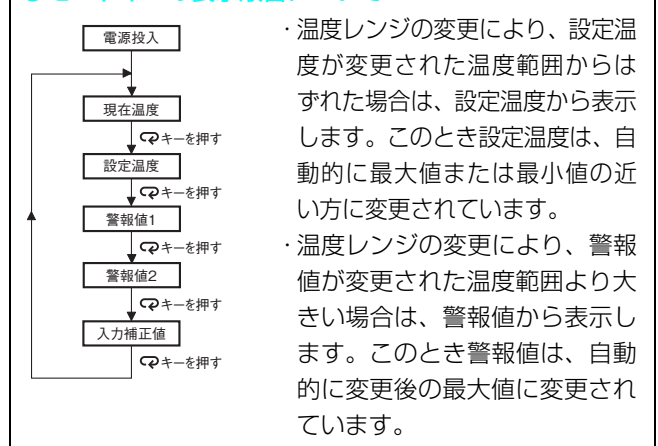 電源投入
現在温度
キーを押す
設定温度
キーを押す
警報値1
キーを押す
警報値2
キーを押す
入力補正値
キーを押す
・温度レンジの変更により、設定温
度が変更された温度範囲からは
ずれた場合は、設定温度から表示
します。このとき設定温度は、自
動的に最大値または最小値の近
い方に変更されています。
・温度レンジの変更により、警報
値が変更された温度範囲より大
きい場合は、警報値から表示し
ます。このとき警報値は、自動
的に変更後の最大値に変更され
ています。